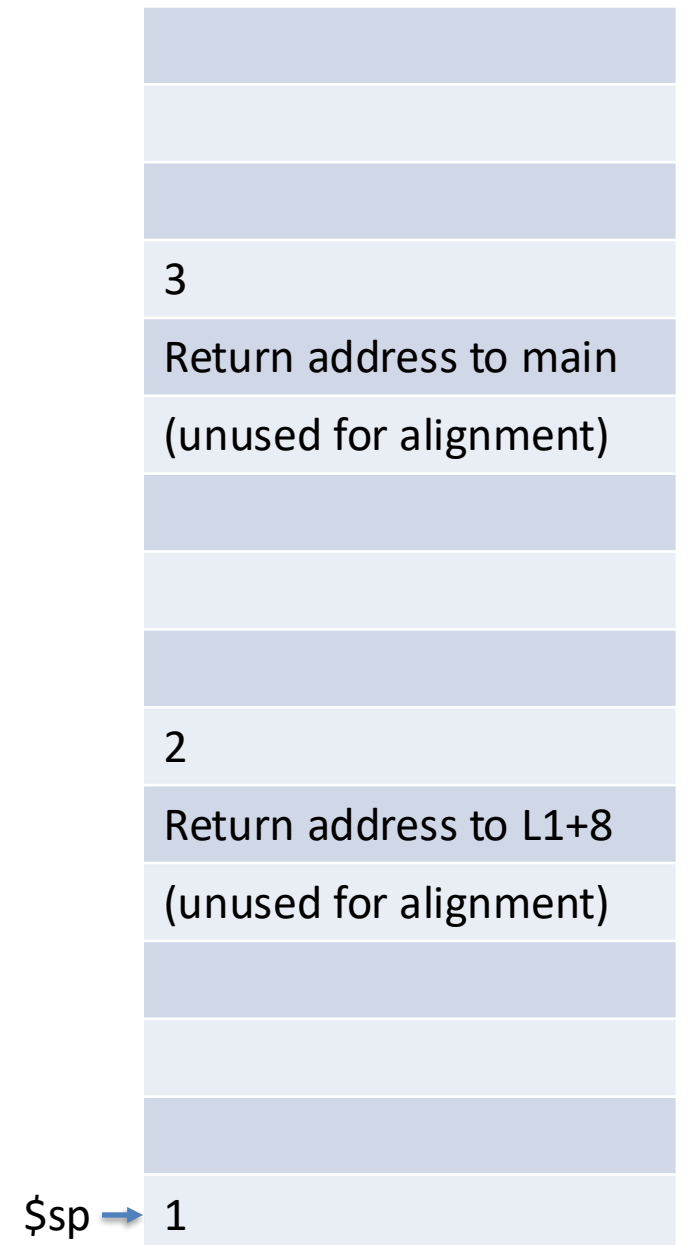 3
Return address to main
(unused for alignment)
2
Return address to L1+8
(unused for alignment)
$sp 1